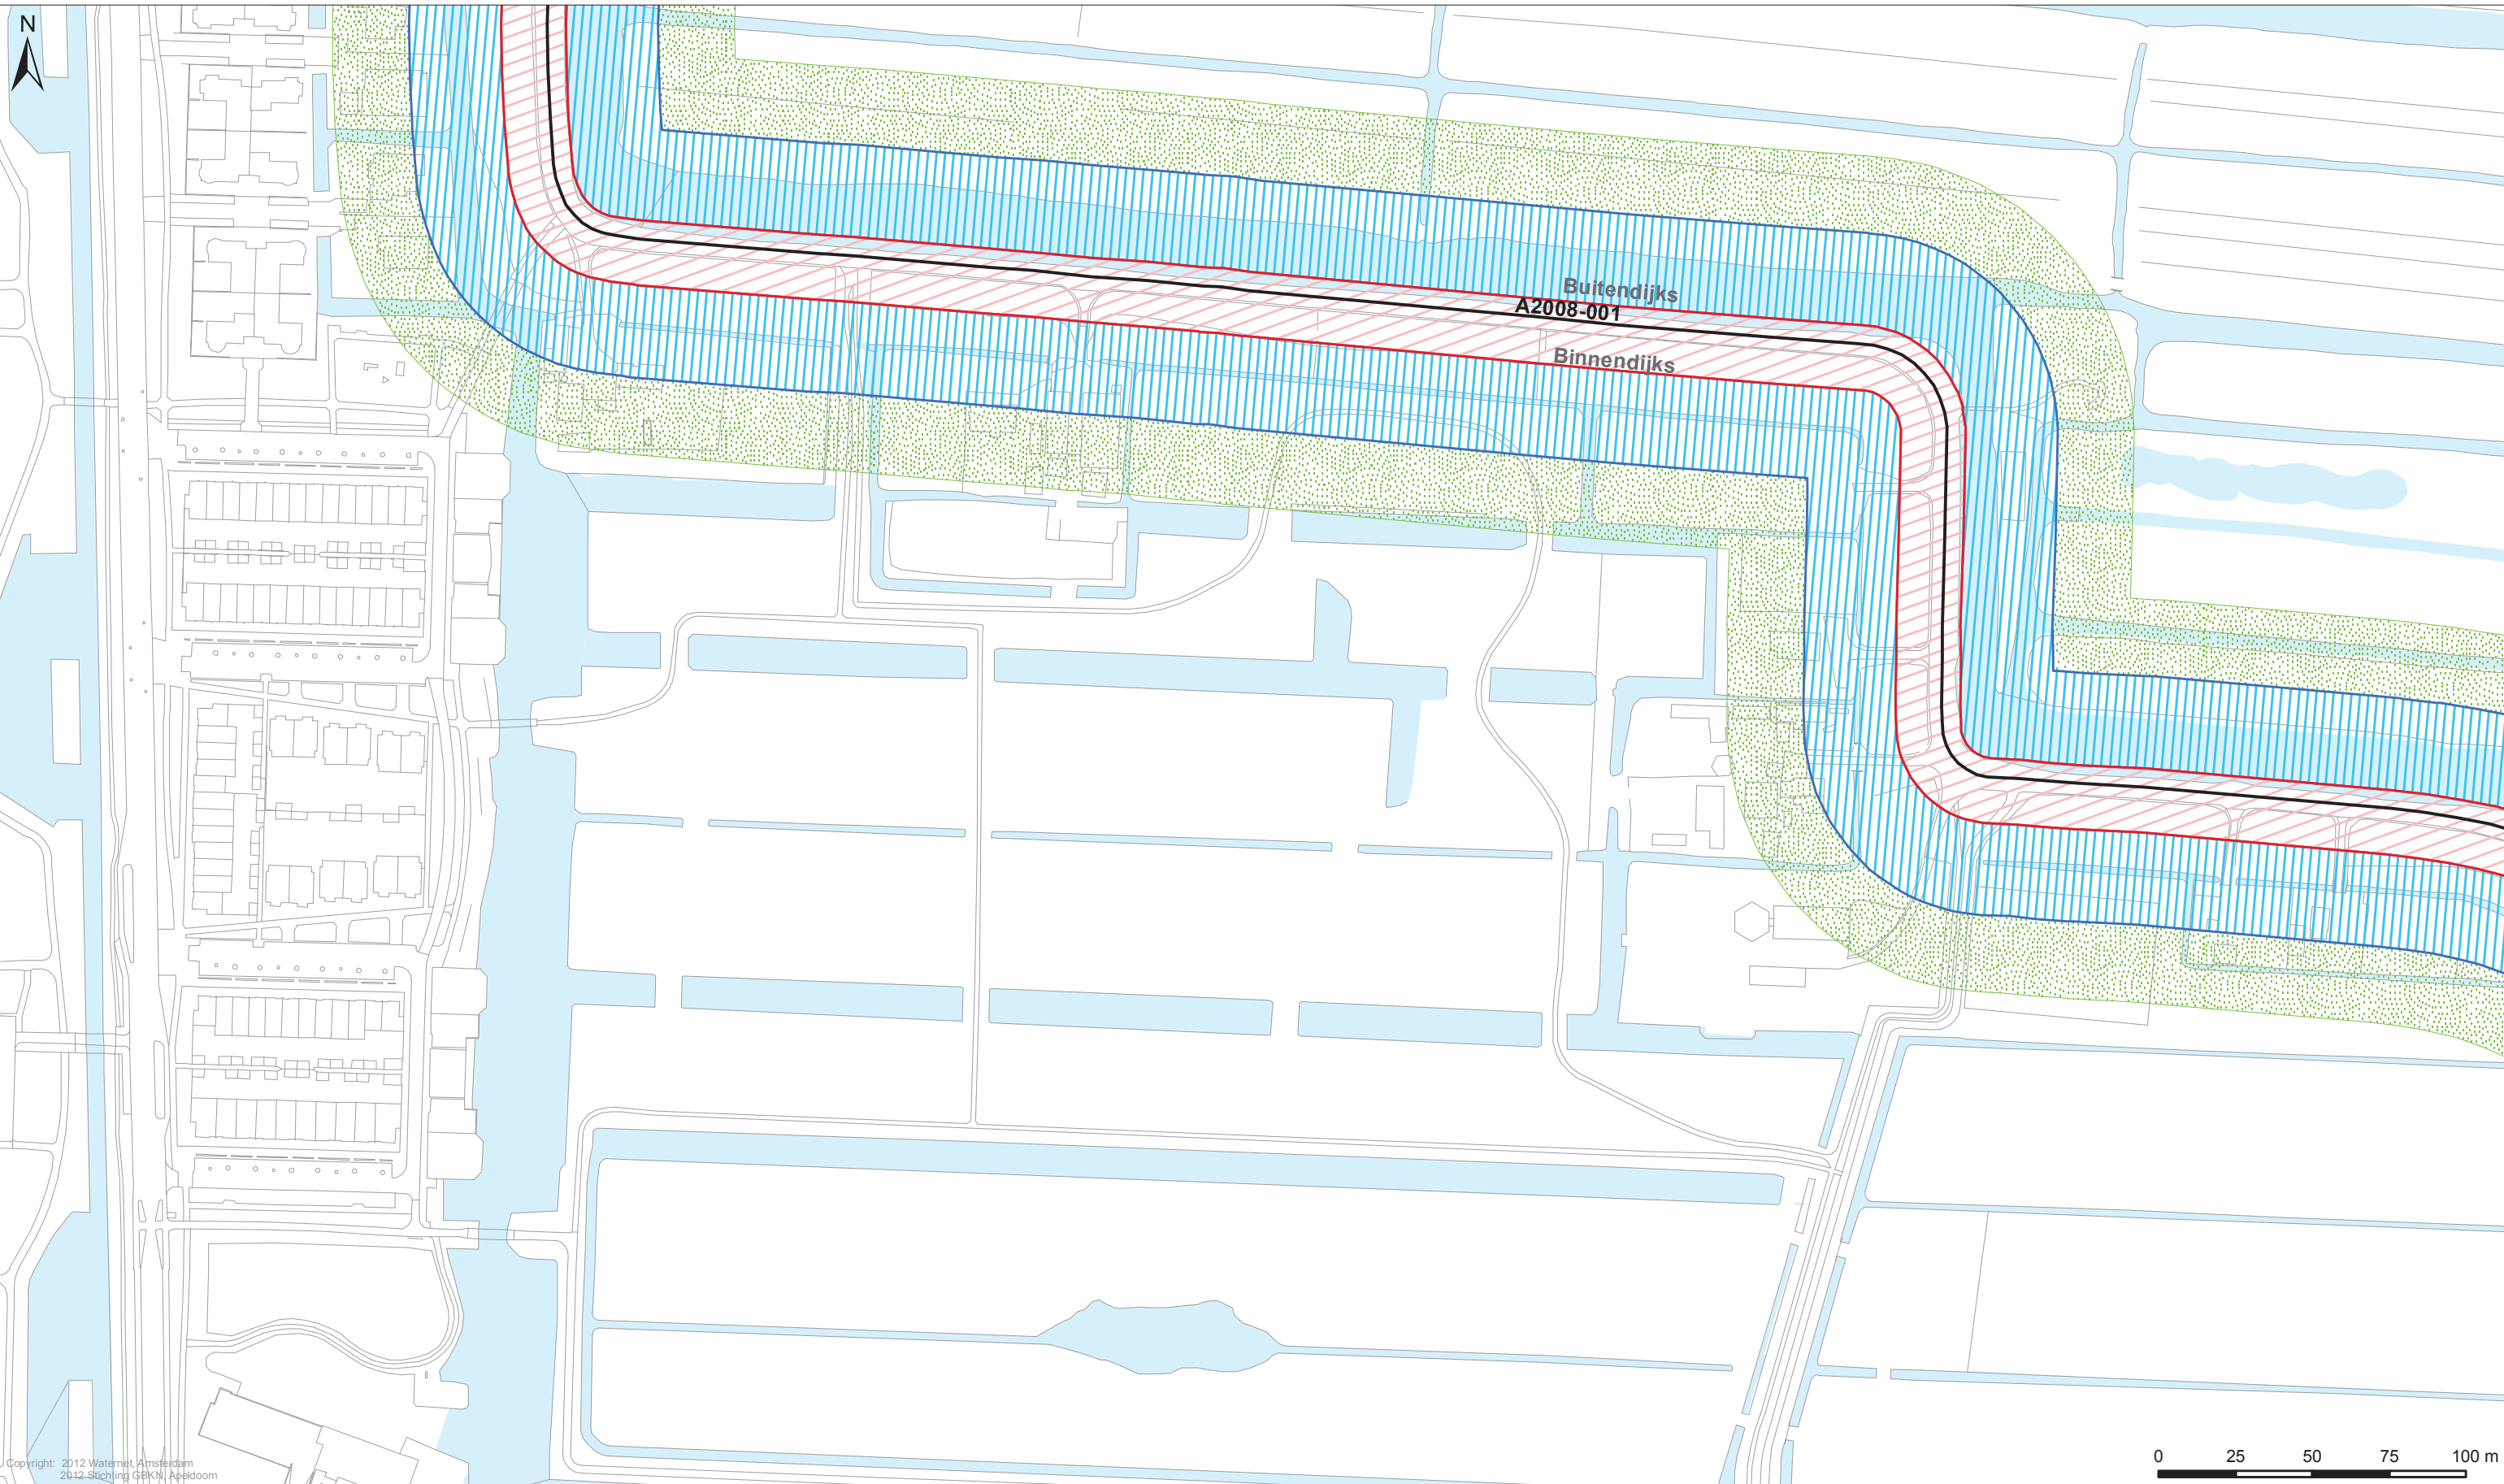 N
Buitendijks
A2008-001
Binnendijks
Copyright: 2012 Waternet, Amsterdam
2012 Stichting GBKN, Apeldoorn
0 25 50 75 100 m